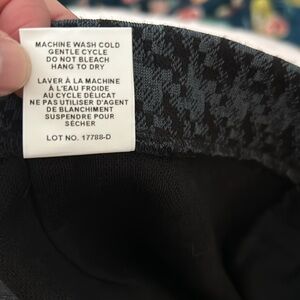 MACHINE WASH COLD
GENTLE CYCLE
DO NOT BLEACH
HANG TO DRY
LAVER À LA MACHINE
À L'EAU FROIDE
AU CYCLE DÉLICAT
NE PAS UTILISER D'AGENT
DE BLANCHIMENT
SUSPENDRE POUR
SÉCHER
LOT NO. 17788-D